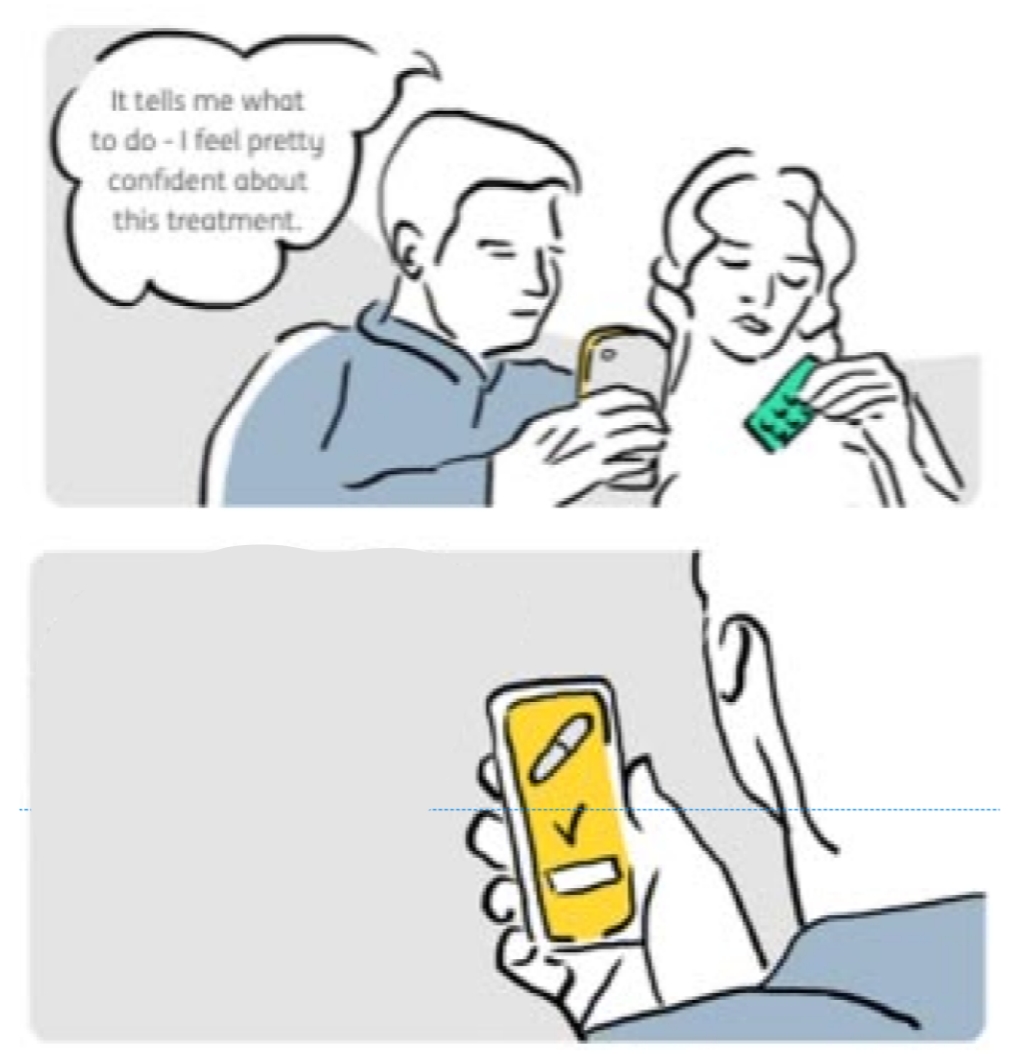 It tells me what
to do - I feel pretty
confident about
this treatment.